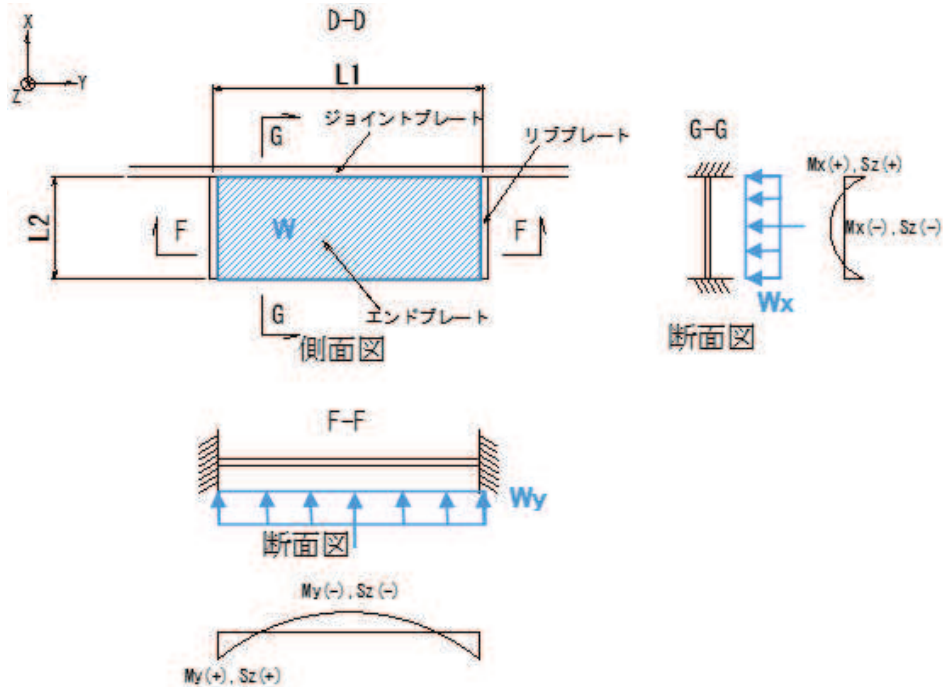 D-D
X
Z
Y
L1
G
ジョイントプレート
リブプレート
G-G
Mx(+),Sz(+)
L2
F
W
F
Mx(-),Sz(-)
Wx
G
エンドプレート
側面図
断面図
F-F
Wy
断面図
My(-),Sz(-)
My(+),Sz(+)